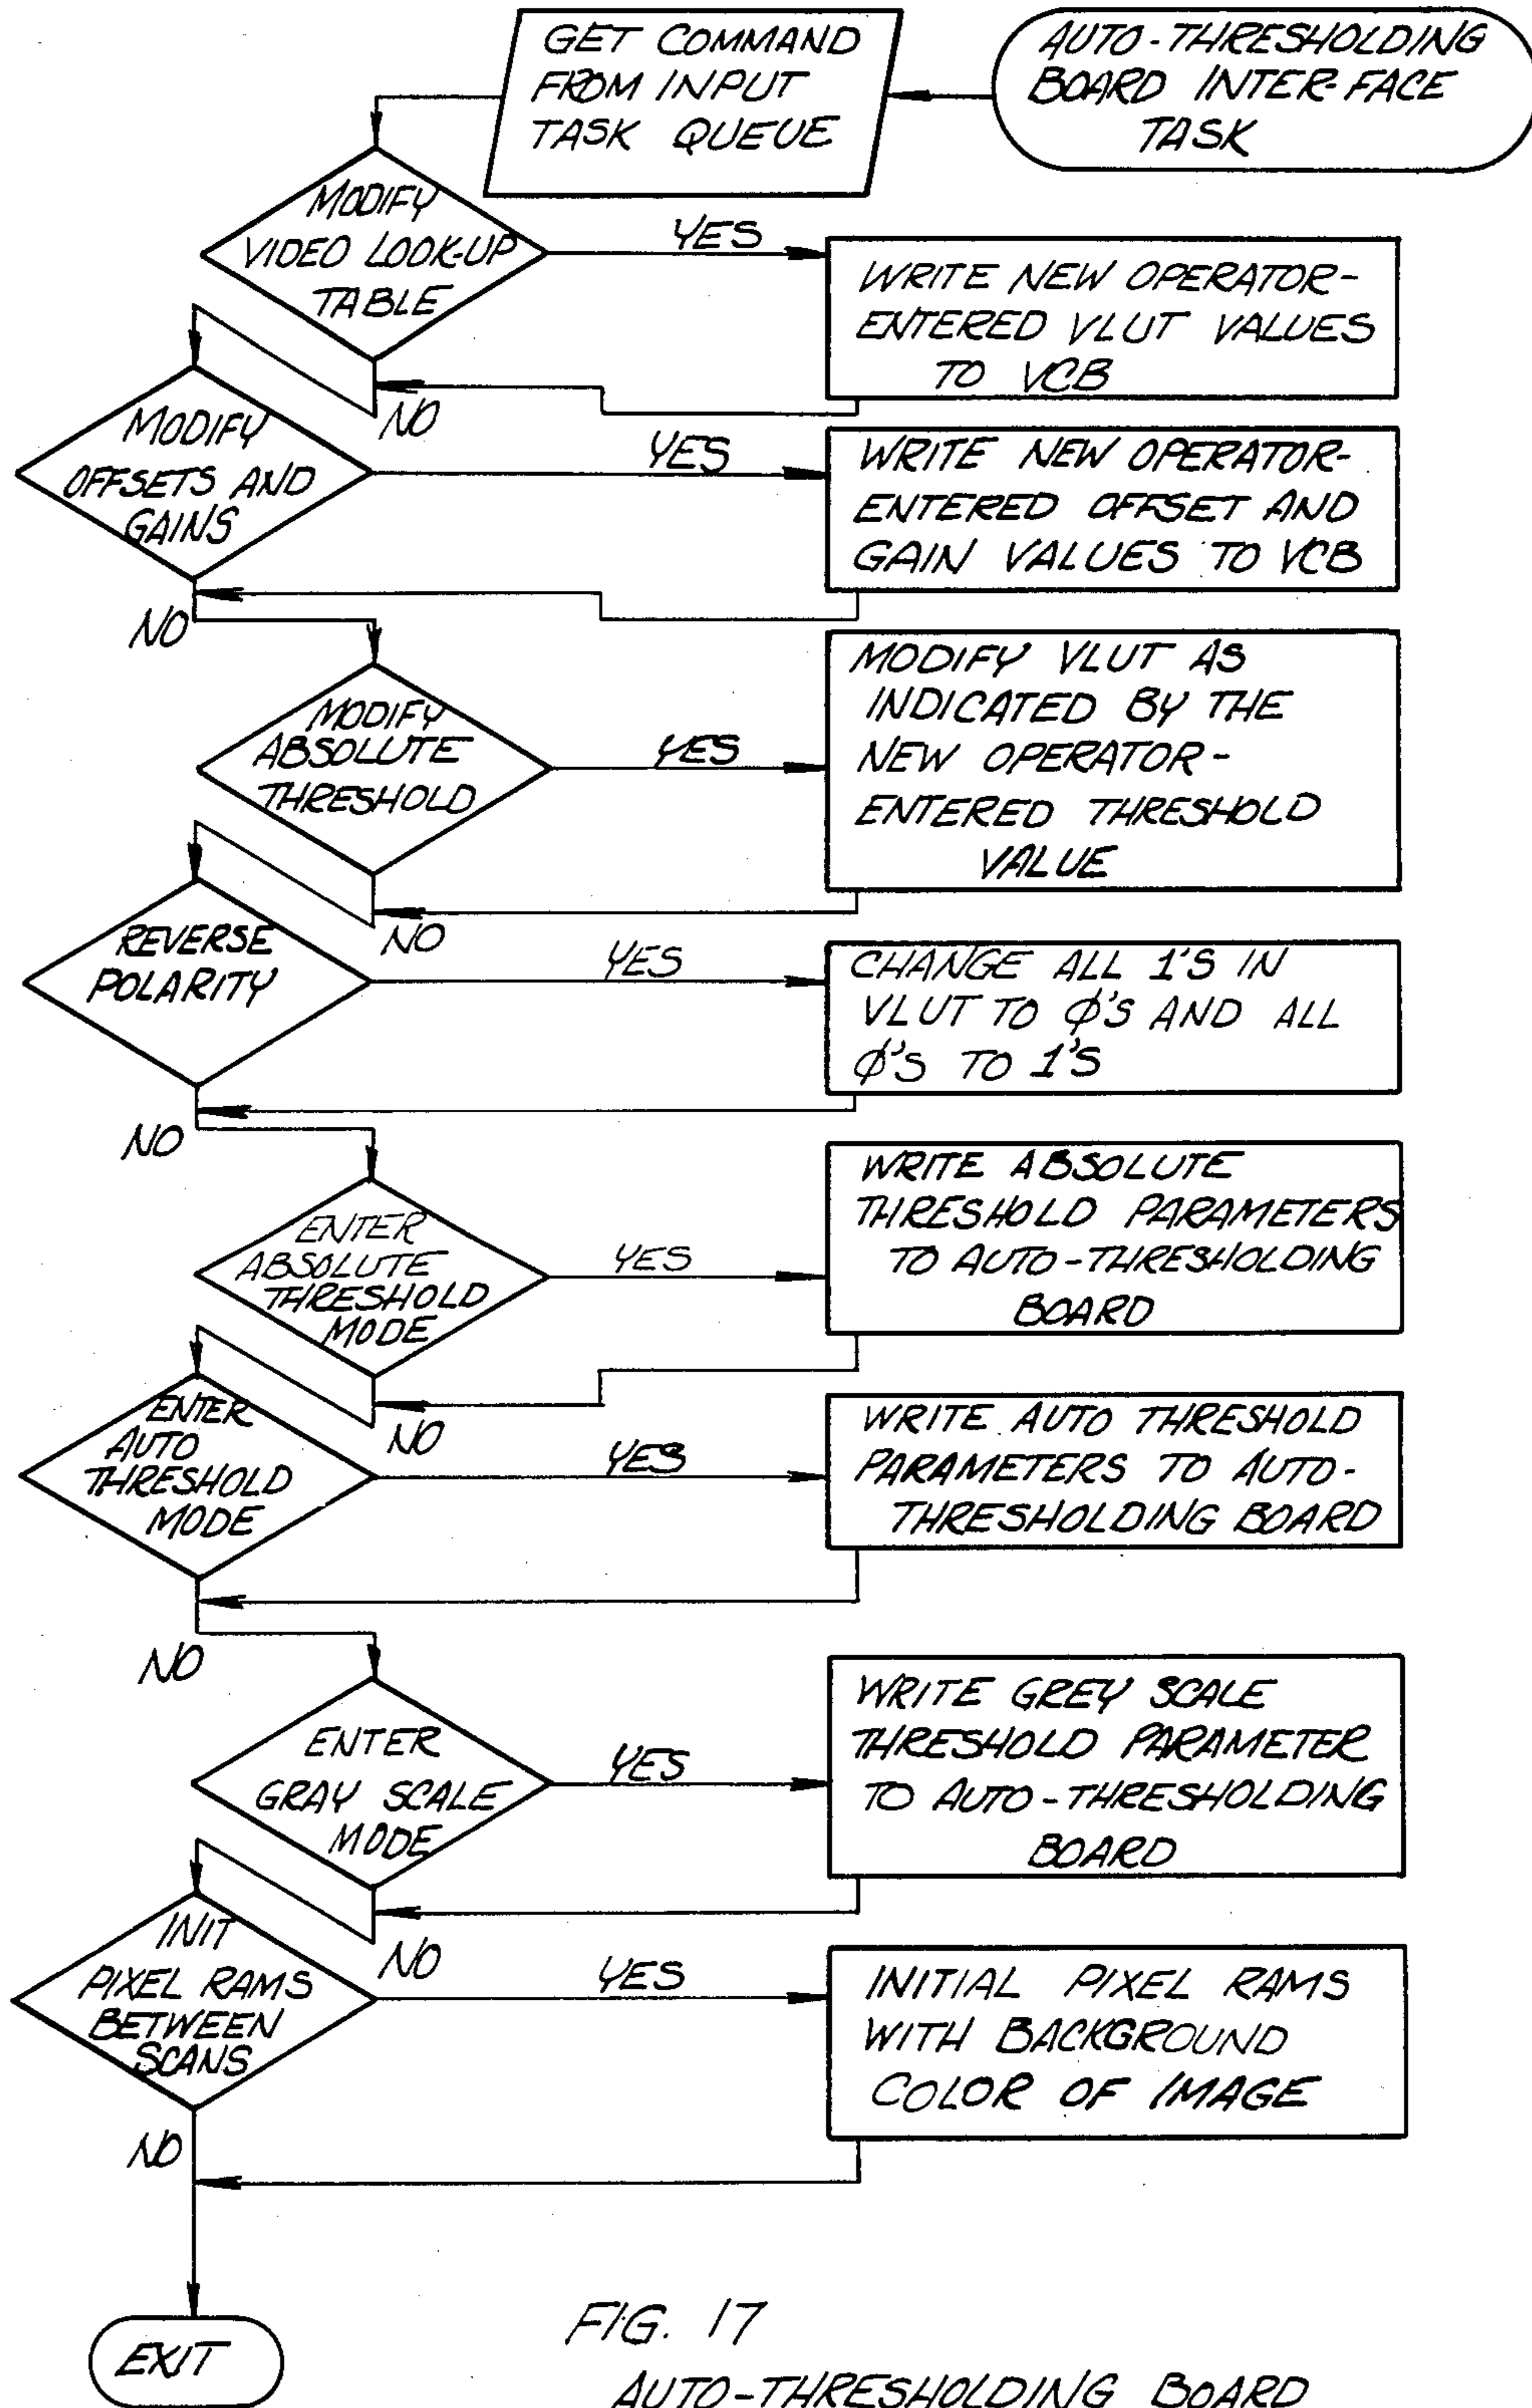 AUTO-THRESHOLDING
BOARD INTER-FACE
TASK
GET COMMAND
FROM INPUT
TASK QUEUE
MODIFY
VIDEO LOOK-UP
TABLE
YES
NO
WRITE NEW OPERATOR-
ENTERED VLUT VALUES
TO VCB
MODIFY
OFFSETS AND
GAINS
YES
NO
WRITE NEW OPERATOR-
ENTERED OFFSET AND
GAIN VALUES TO VCB
MODIFY
ABSOLUTE
THRESHOLD
YES
NO
MODIFY VLUT AS
INDICATED BY THE
NEW OPERATOR-
ENTERED THRESHOLD
VALUE
REVERSE
POLARITY
YES
NO
CHANGE ALL 1'S IN
VLUT TO ϕ'S AND ALL
ϕ'S TO 1'S
ENTER
ABSOLUTE
THRESHOLD
MODE
YES
NO
WRITE ABSOLUTE
THRESHOLD PARAMETERS
TO AUTO-THRESHOLDING
BOARD
ENTER
AUTO
THRESHOLD
MODE
YES
NO
WRITE AUTO THRESHOLD
PARAMETERS TO AUTO-
THRESHOLDING BOARD
ENTER
GRAY SCALE
MODE
YES
NO
WRITE GREY SCALE
THRESHOLD PARAMETER
TO AUTO-THRESHOLDING
BOARD
INIT
PIXEL RAMS
BETWEEN
SCANS
YES
NO
INITIAL PIXEL RAMS
WITH BACKGROUND
COLOR OF IMAGE
EXIT
FIG. 17
AUTO-THRESHOLDING BOARD